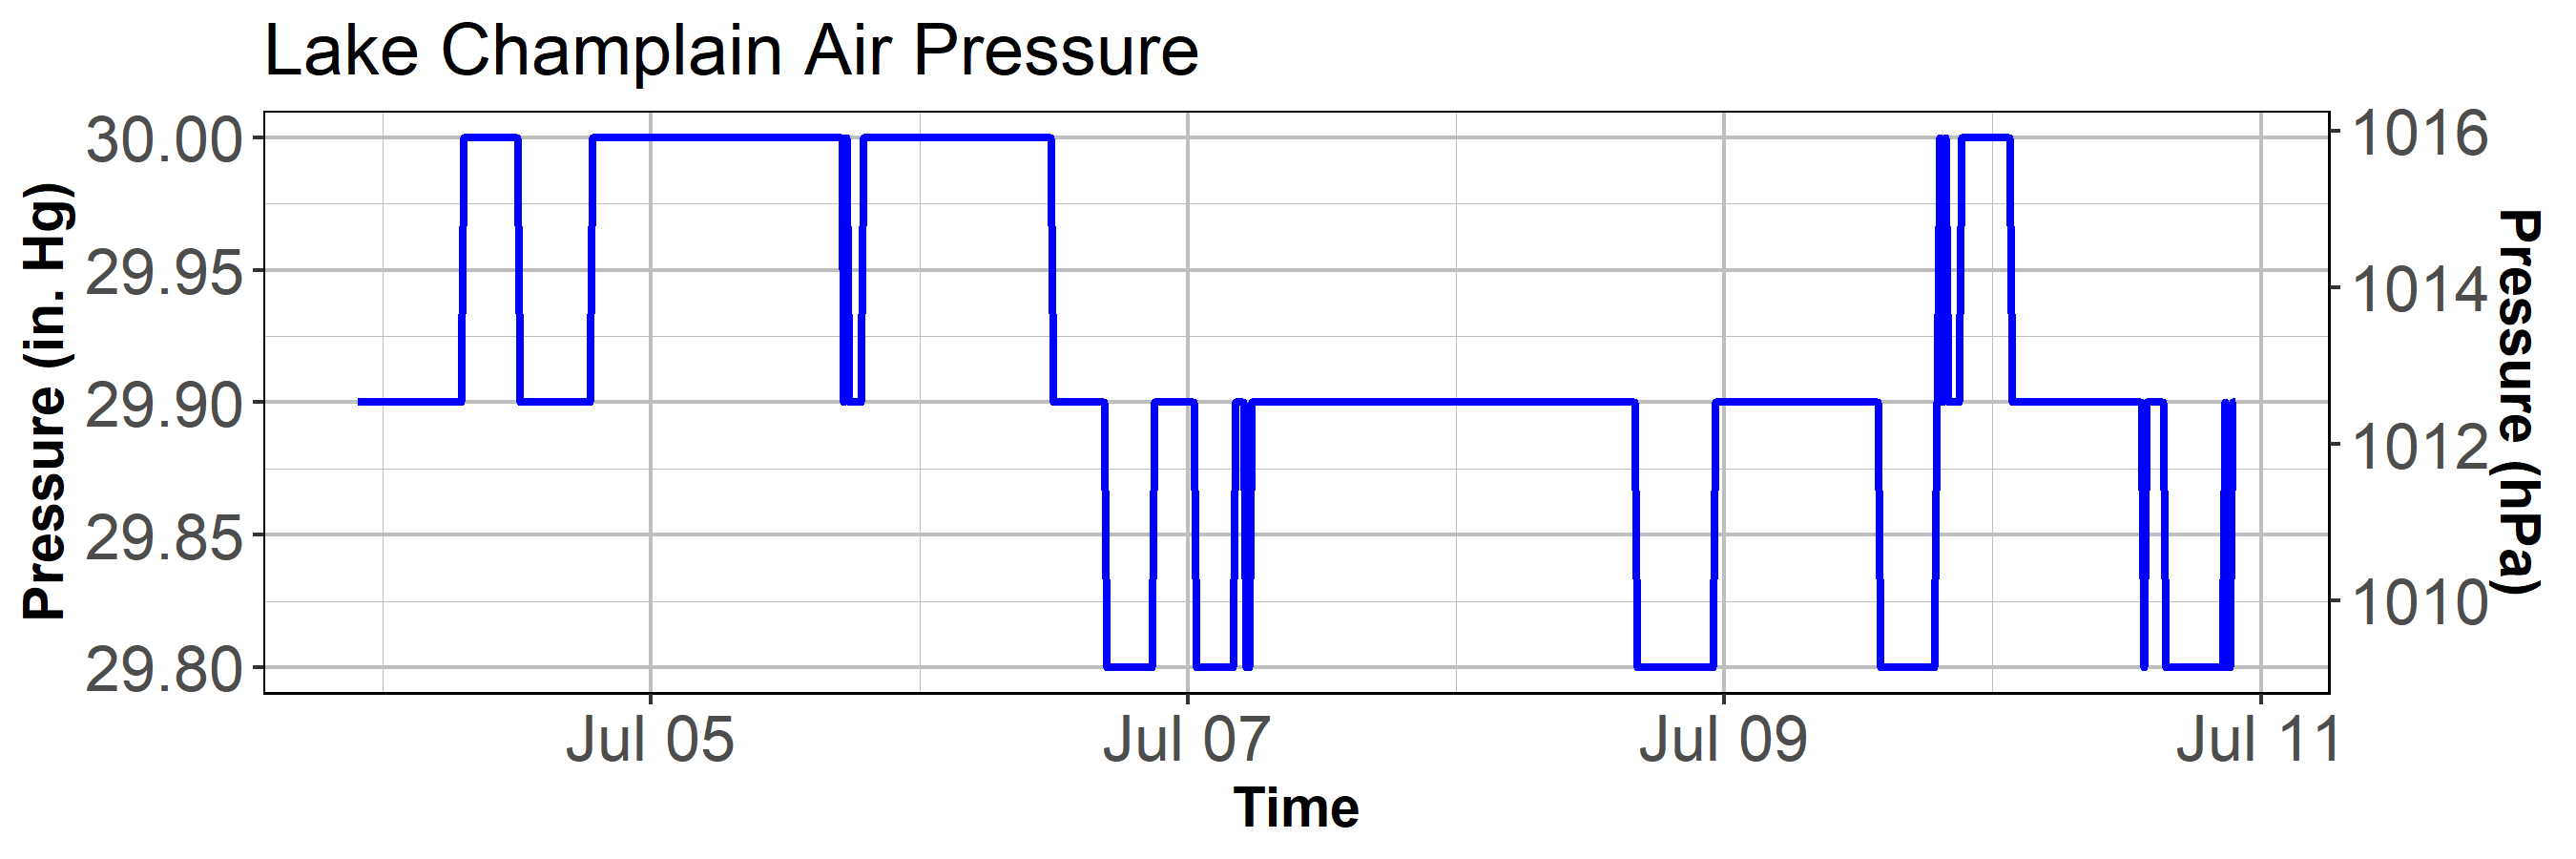 Lake Champlain Air Pressure
Pressure (in. Hg)
30.00
29.95
29.90
29.85
29.80
1016
1014
1012
1010
Pressure (hPa)
Jul 05
Jul 07
Jul 09
Jul 11
Time